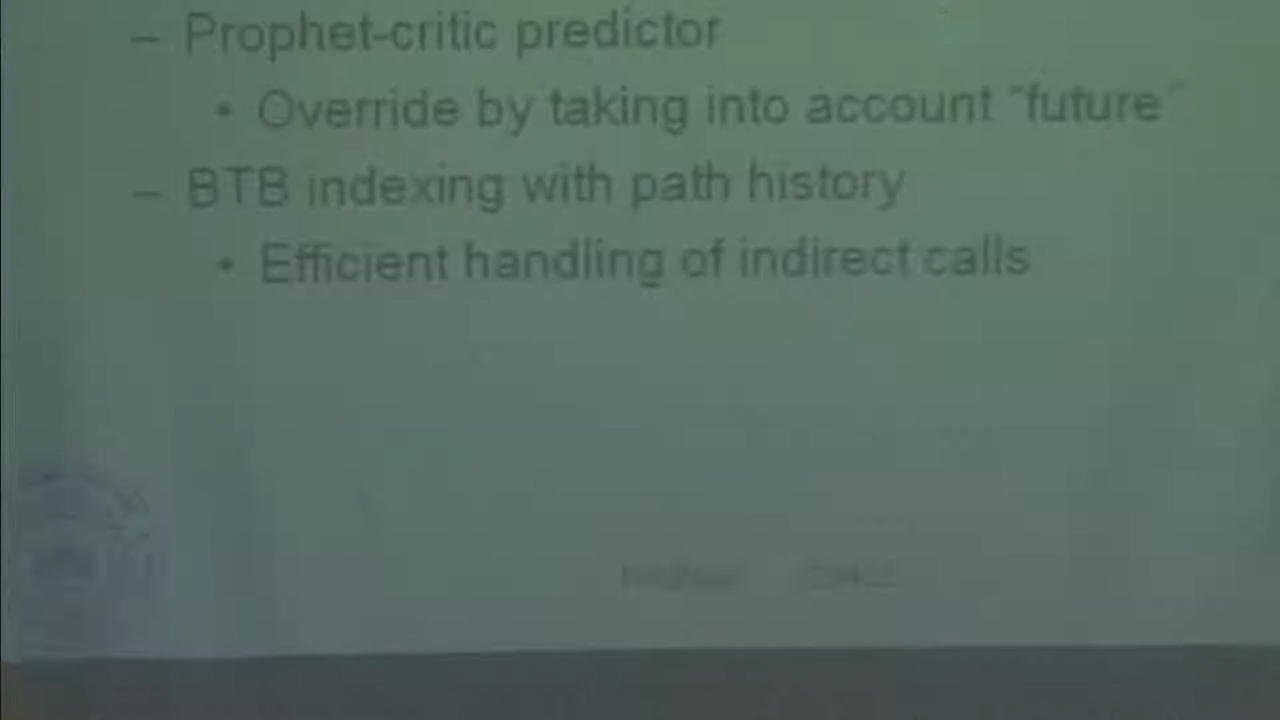 – Prophet-critic predictor
• Override by taking into account "future"
– BTB indexing with path history
• Efficient handling of indirect calls